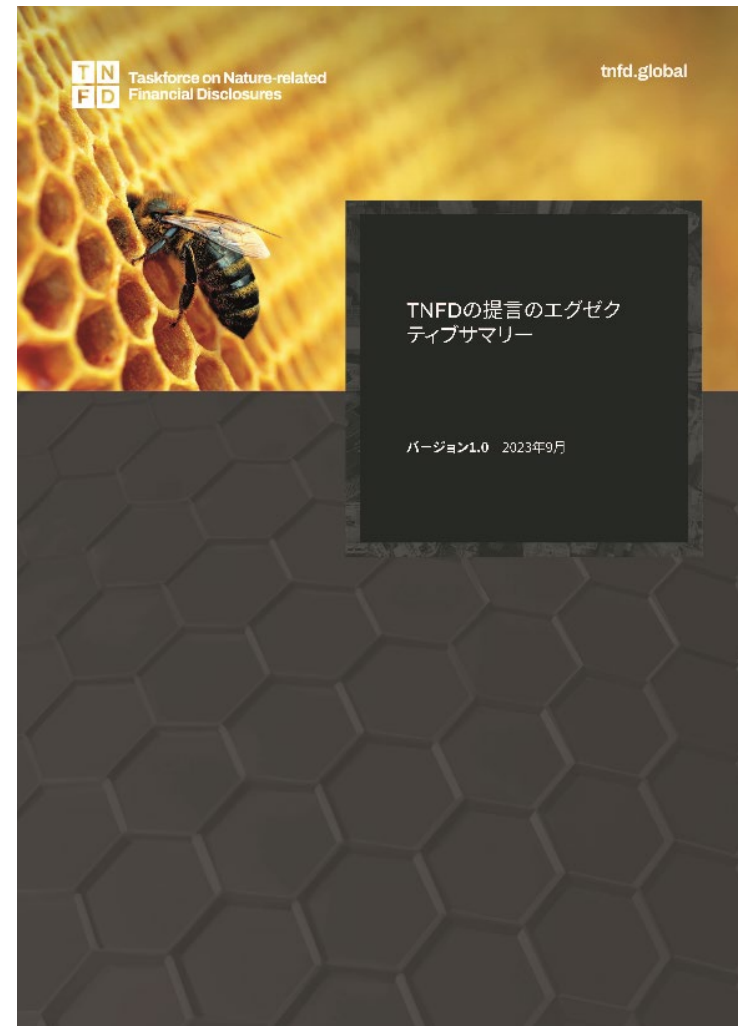 TN Taskforce on Nature-related
FD Financial Disclosures
tnfd.global
TNFDの提言のエグゼク
ティブサマリー
バージョン1.0 2023年9月